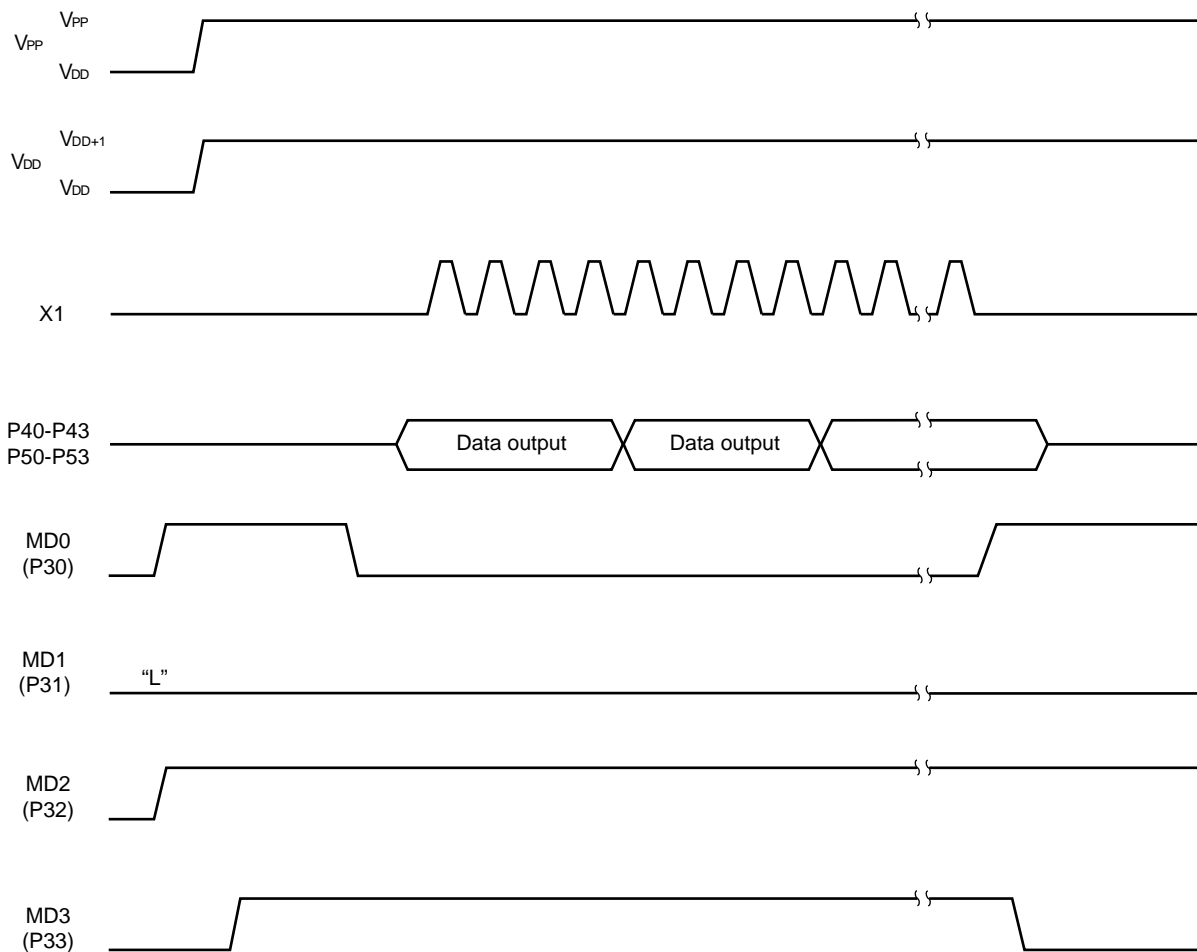 VPP
VPP
VDD
VDD+1
VDD
VDD
X1
P40-P43
P50-P53
Data output
Data output
MD0
(P30)
MD1
(P31)
“L”
MD2
(P32)
MD3
(P33)